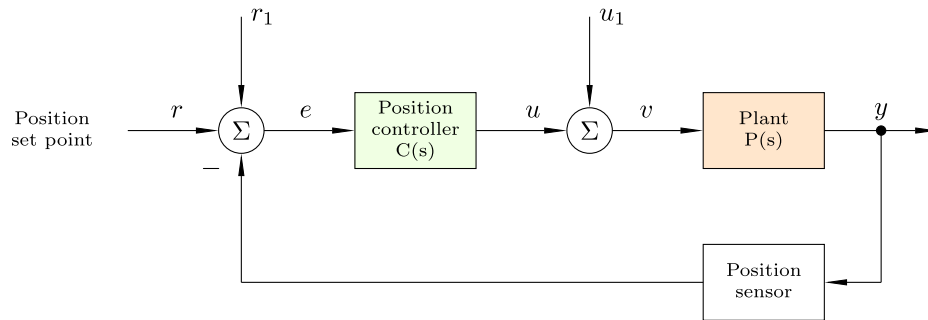 r₁
u₁
Position
set point
r
Σ
e
Position
controller
C(s)
u
Σ
v
Plant
P(s)
y
−
Position
sensor